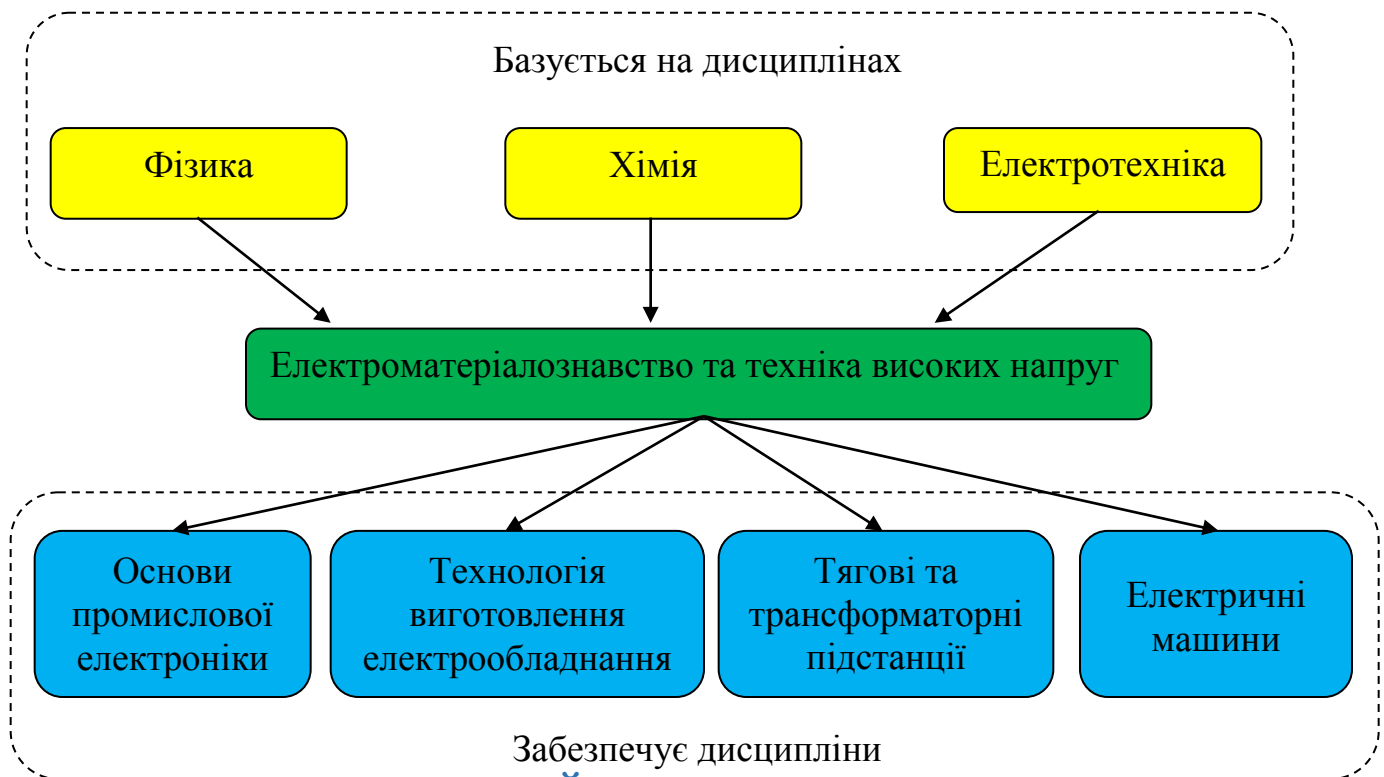 Базується на дисциплінах
Фізика
Хімія
Електротехніка
Електроматеріалознавство та техніка високих напруг
Основи
промислової
електроніки
Технологія
виготовлення
електрообладнання
Тягові та
трансформаторні
підстанції
Електричні
машини
Забезпечує дисципліни